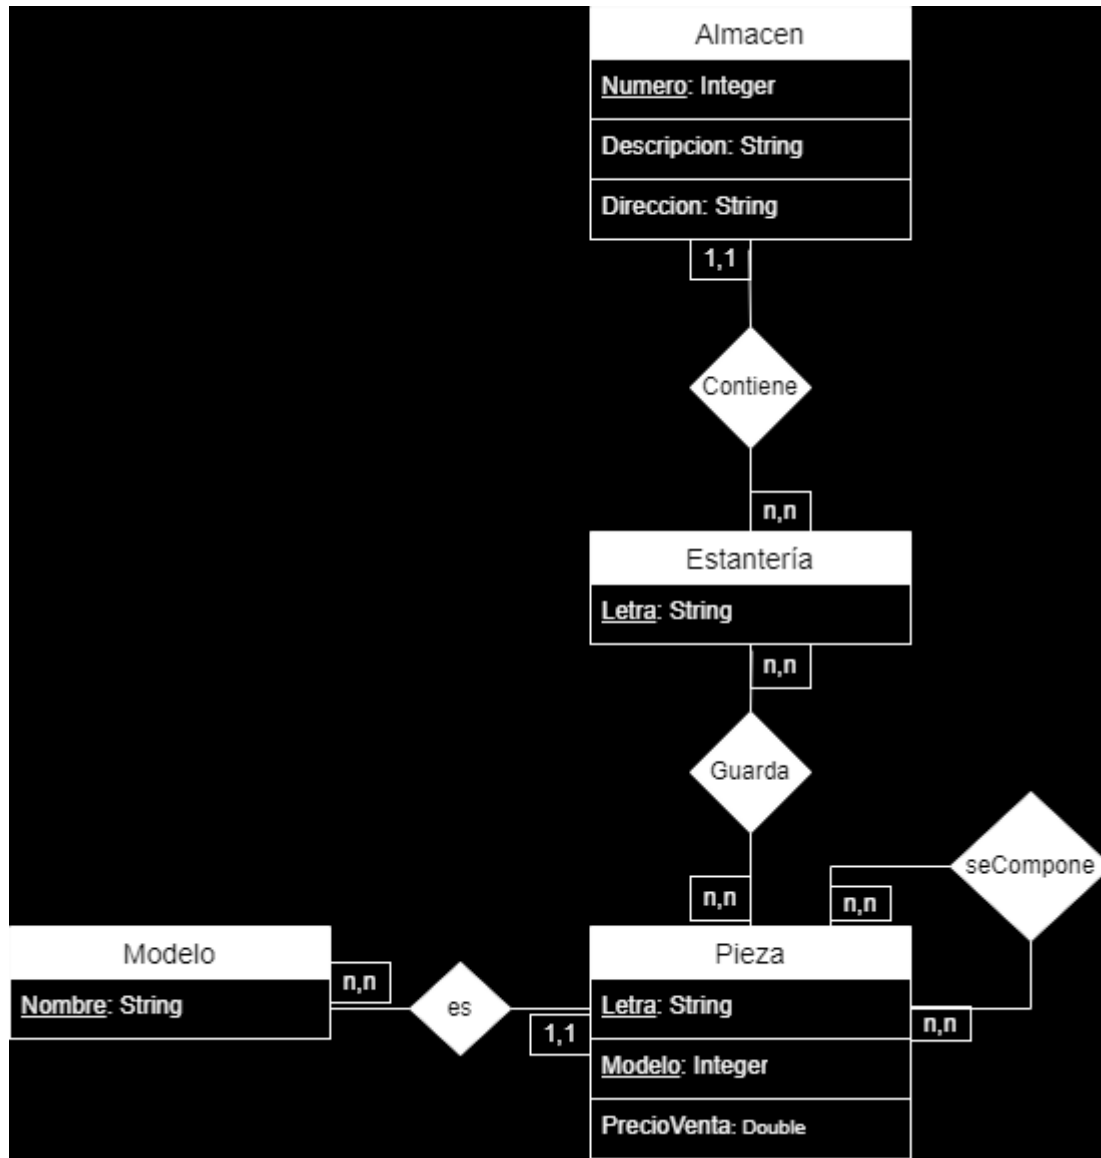 Almacen
Numero: Integer
Descripcion: String
Direccion: String
1,1
Contiene
n,n
Estantería
Letra: String
n,n
Guarda
seCompone
n,n
n,n
Modelo
Pieza
n,n
Nombre: String
es
Letra: String
n,n
1,1
Modelo: Integer
PrecioVenta: Double